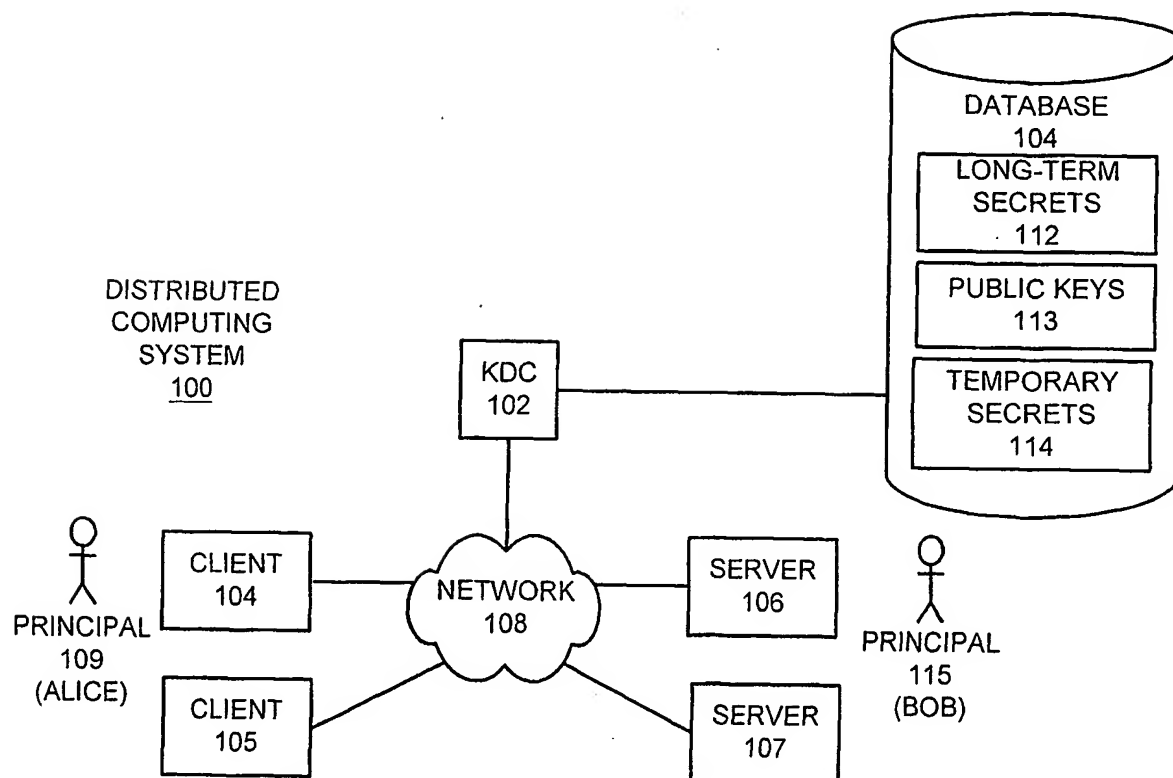 DATABASE
104
LONG-TERM
SECRETS
112
PUBLIC KEYS
113
TEMPORARY
SECRETS
114
DISTRIBUTED
COMPUTING
SYSTEM
100
KDC
102
CLIENT
104
NETWORK
108
SERVER
106
PRINCIPAL
109
(ALICE)
PRINCIPAL
115
(BOB)
CLIENT
105
SERVER
107